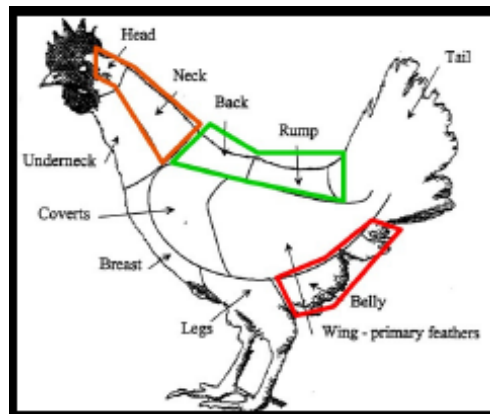 Head
Neck
Tail
Back
Rump
Underneck
Coverts
Breast
Belly
Legs
Wing - primary feathers